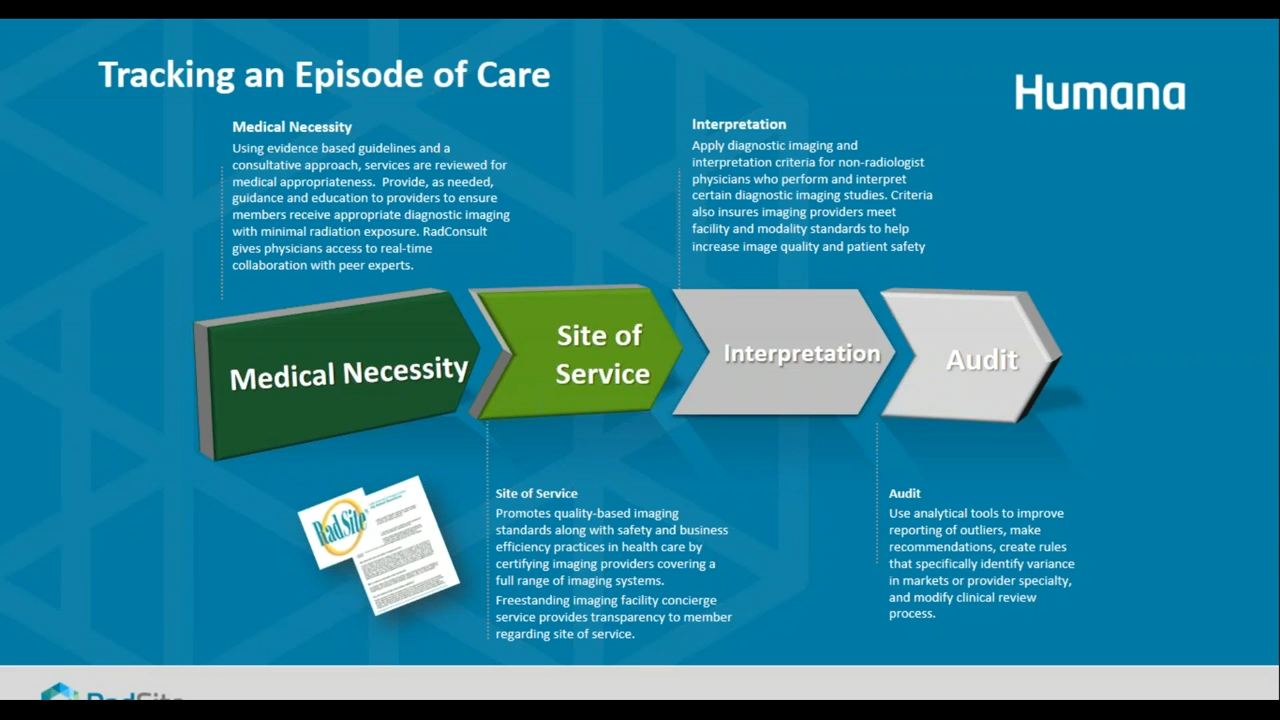 Tracking an Episode of Care
Humana
Medical Necessity
Using evidence based guidelines and a
consultative approach, services are reviewed for
medical appropriateness.  Provide, as needed,
guidance and education to providers to ensure
members receive appropriate diagnostic imaging
with minimal radiation exposure. RadConsult
gives physicians access to real-time
collaboration with peer experts.
Interpretation
Apply diagnostic imaging and
interpretation criteria for non-radiologist
physicians who perform and interpret
certain diagnostic imaging studies. Criteria
also insures imaging providers meet
facility and modality standards to help
increase image quality and patient safety
Medical Necessity
Site of
Service
Interpretation
Audit
RadSite
Site of Service
Promotes quality-based imaging
standards along with safety and business
efficiency practices in health care by
certifying imaging providers covering a
full range of imaging systems.
Freestanding imaging facility concierge
service provides transparency to member
regarding site of service.
Audit
Use analytical tools to improve
reporting of outliers, make
recommendations, create rules
that specifically identify variance
in markets or provider specialty,
and modify clinical review
process.
RadSite